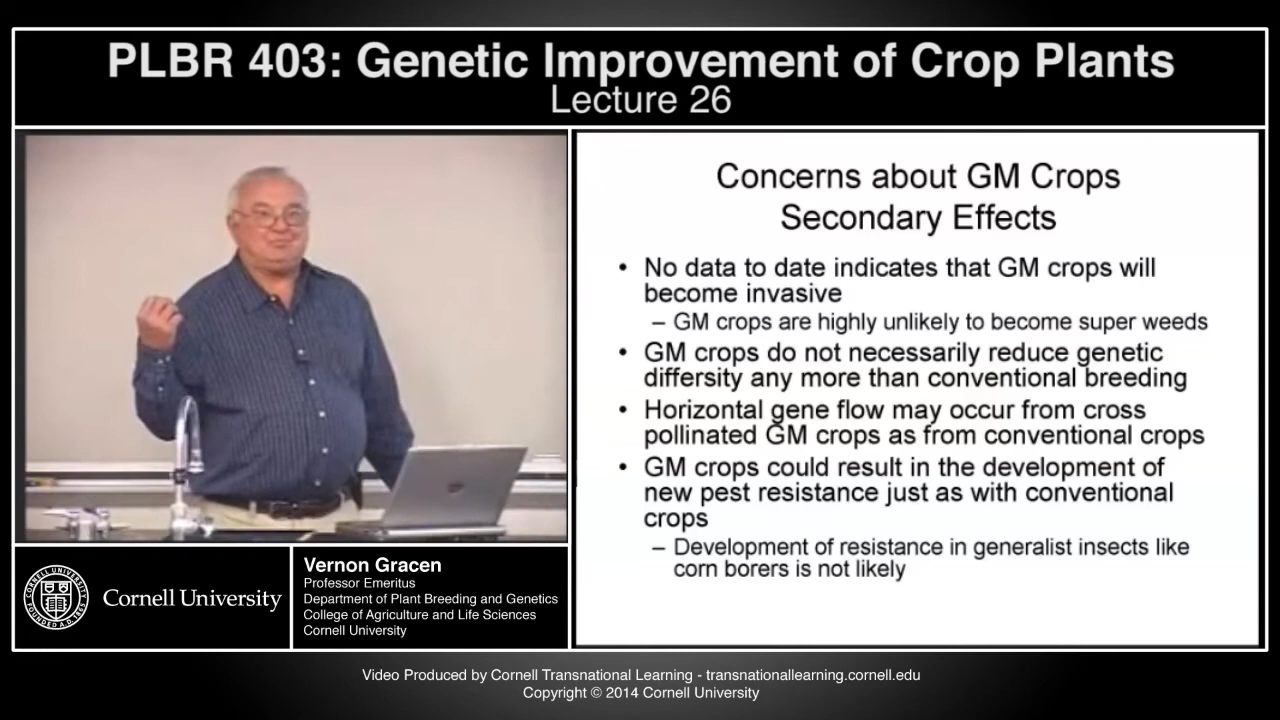 PLBR 403: Genetic Improvement of Crop Plants
Lecture 26
Concerns about GM Crops
Secondary Effects
• No data to date indicates that GM crops will
become invasive
– GM crops are highly unlikely to become super weeds
• GM crops do not necessarily reduce genetic
differsity any more than conventional breeding
• Horizontal gene flow may occur from cross
pollinated GM crops as from conventional crops
• GM crops could result in the development of
new pest resistance just as with conventional
crops
– Development of resistance in generalist insects like
corn borers is not likely
CORNELL UNIVERSITY
FOUNDED A.D. 1865
Cornell University
Vernon Gracen
Professor Emeritus
Department of Plant Breeding and Genetics
College of Agriculture and Life Sciences
Cornell University
Video Produced by Cornell Transnational Learning - transnationallearning.cornell.edu
Copyright © 2014 Cornell University